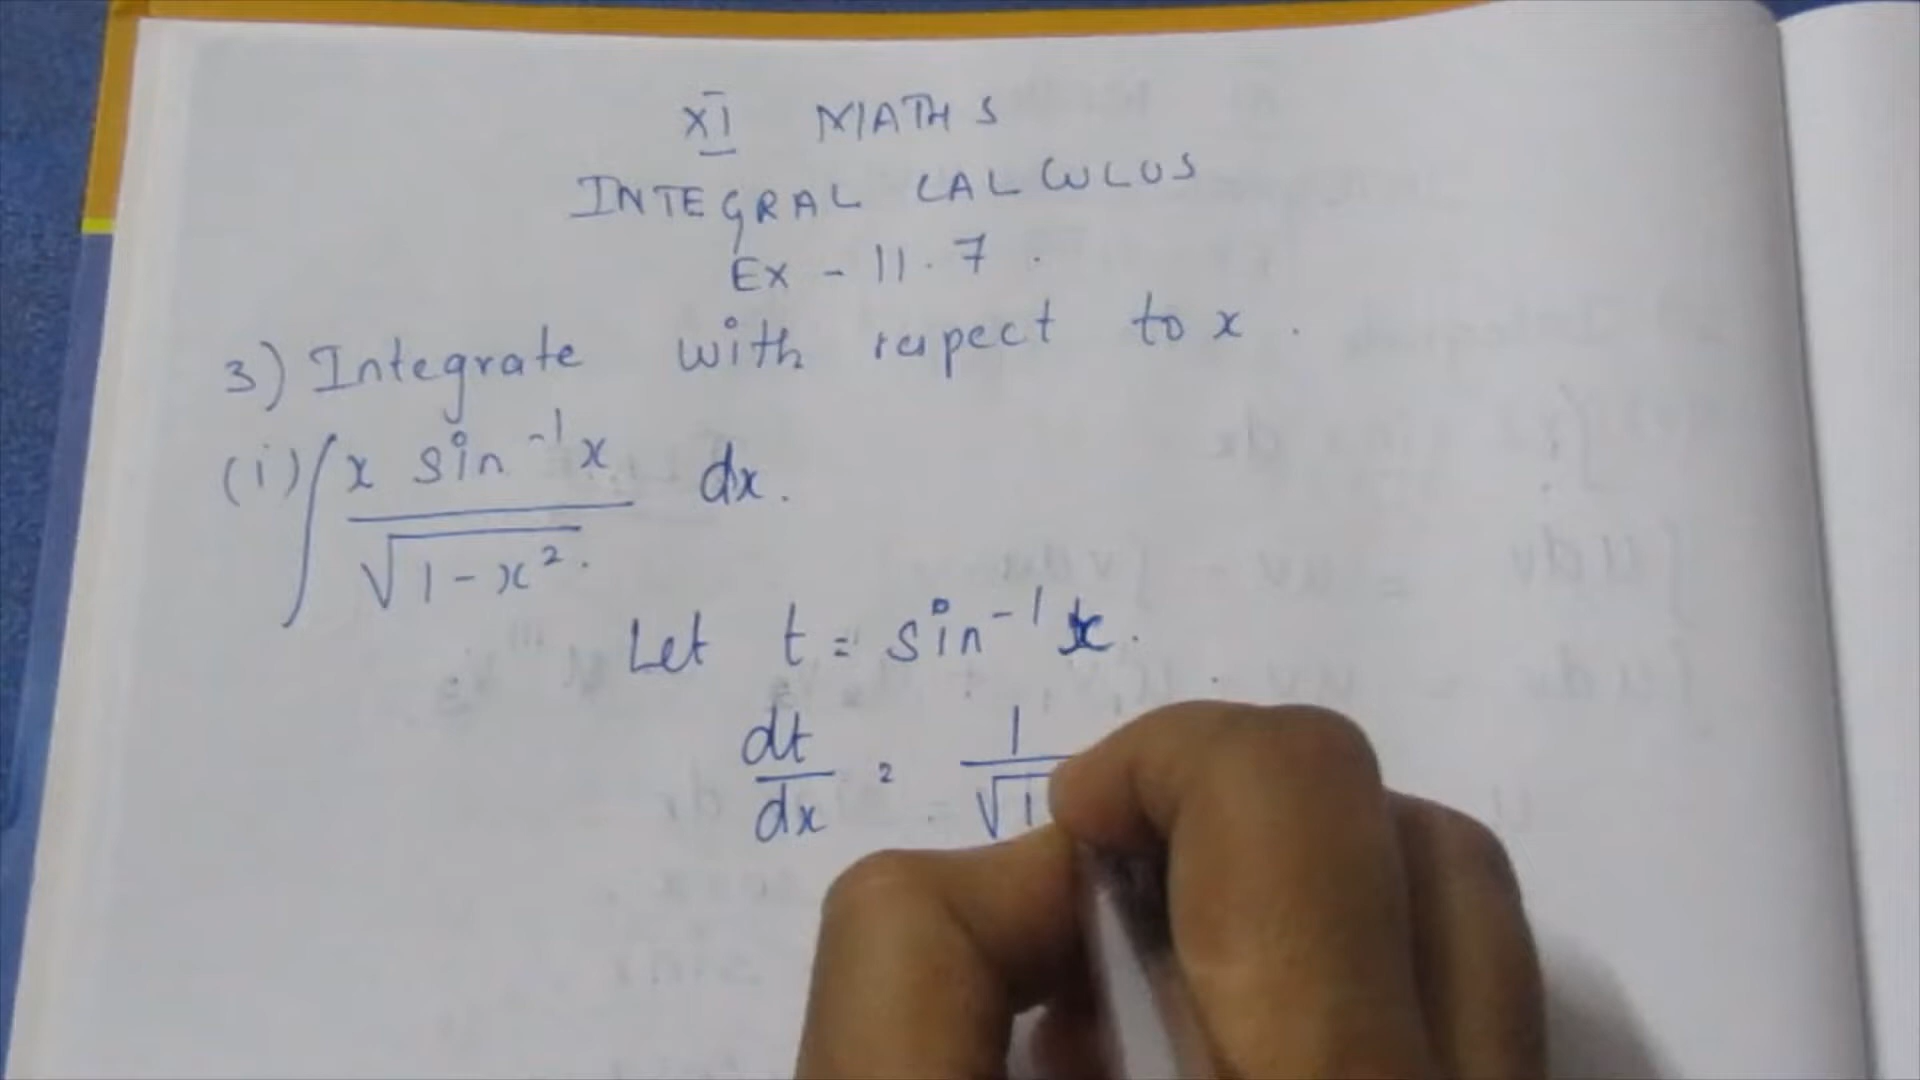 XI MATHS
INTEGRAL CALCULUS
Ex - 11.7.
3) Integrate with rupect to x.
(i) ∫ x sin⁻¹x / √1-x². dx.
Let t = sin⁻¹x.
dt/dx = 1/√1